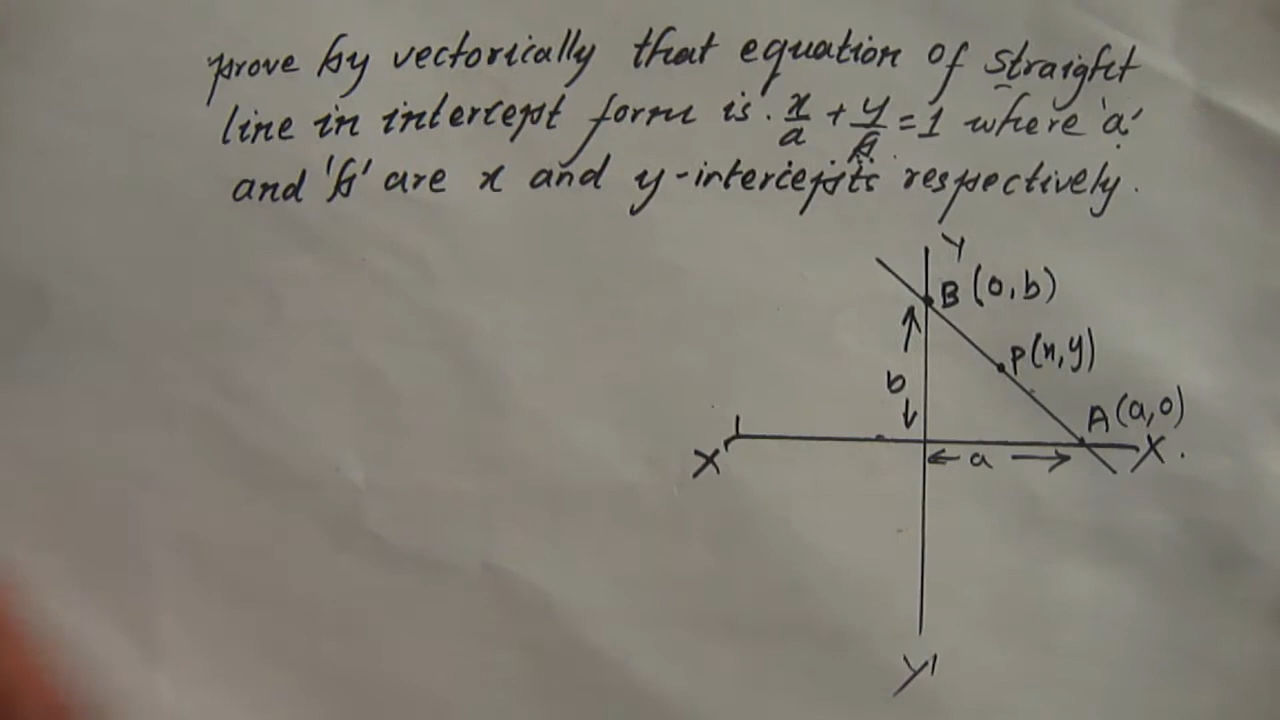 prove by vectorically that equation of straight
line in intercept form is x/a + y/b = 1 where 'a'
and 'b' are x and y-intercepts respectively.
Y
B (0,b)
P(x,y)
b
A (a,0)
X
a
X.
Y'